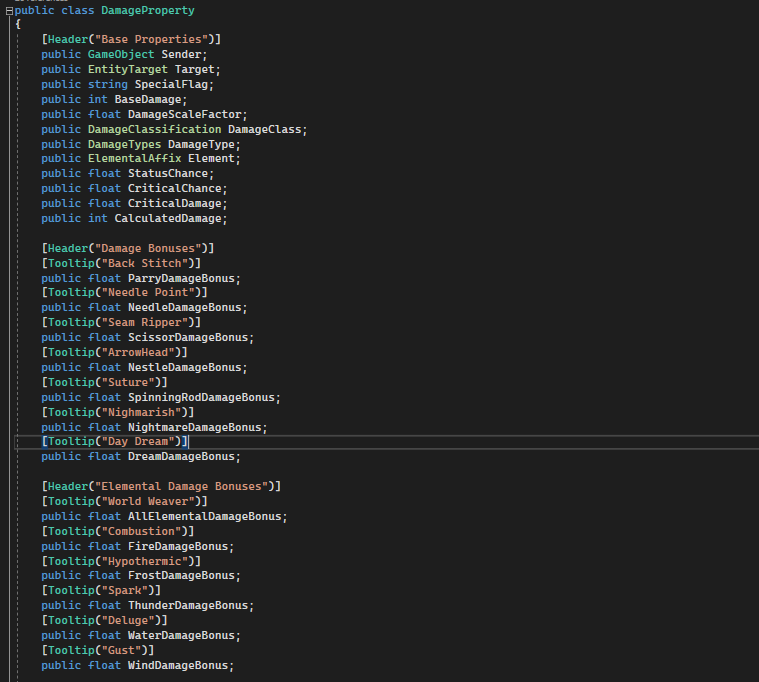 public class DamageProperty
{
[Header("Base Properties")]
public GameObject Sender;
public EntityTarget Target;
public string SpecialFlag;
public int BaseDamage;
public float DamageScaleFactor;
public DamageClassification DamageClass;
public DamageTypes DamageType;
public ElementalAffix Element;
public float StatusChance;
public float CriticalChance;
public float CriticalDamage;
public int CalculatedDamage;
[Header("Damage Bonuses")]
[Tooltip("Back Stitch")]
public float ParryDamageBonus;
[Tooltip("Needle Point")]
public float NeedleDamageBonus;
[Tooltip("Seam Ripper")]
public float ScissorDamageBonus;
[Tooltip("ArrowHead")]
public float NestleDamageBonus;
[Tooltip("Suture")]
public float SpinningRodDamageBonus;
[Tooltip("Nighmarish")]
public float NightmareDamageBonus;
[Tooltip("Day Dream")]
public float DreamDamageBonus;
[Header("Elemental Damage Bonuses")]
[Tooltip("World Weaver")]
public float AllElementalDamageBonus;
[Tooltip("Combustion")]
public float FireDamageBonus;
[Tooltip("Hypothermic")]
public float FrostDamageBonus;
[Tooltip("Spark")]
public float ThunderDamageBonus;
[Tooltip("Deluge")]
public float WaterDamageBonus;
[Tooltip("Gust")]
public float WindDamageBonus;